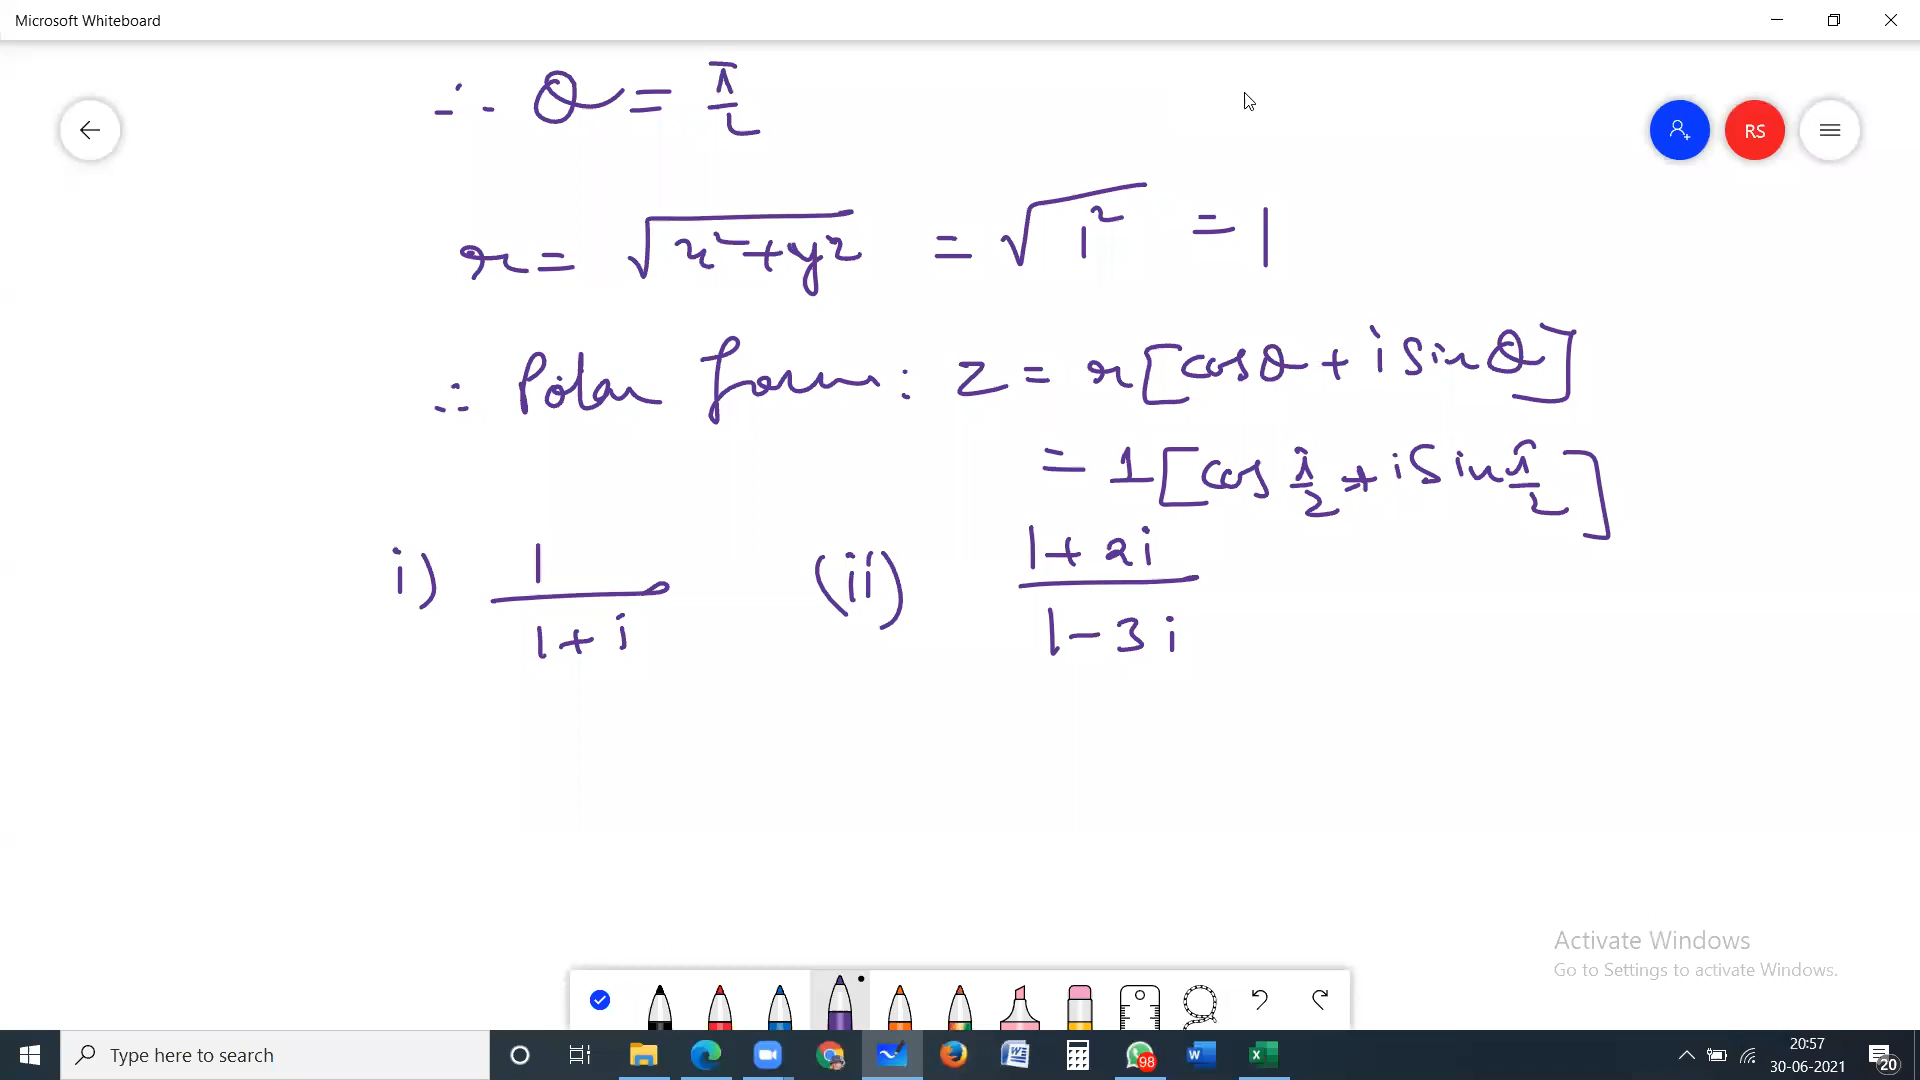 Microsoft Whiteboard
∴ θ = π/2
RS
r = √(x²+y²) = √(1²) = 1
∴ Polar form: z = r[cosθ + i sinθ]
= 1[cos π/2 + i sin π/2]
i) 1/(1+i) (ii) (1+2i)/(1-3i)
Activate Windows
Go to Settings to activate Windows.
Type here to search
98
20:57
30-06-2021
20